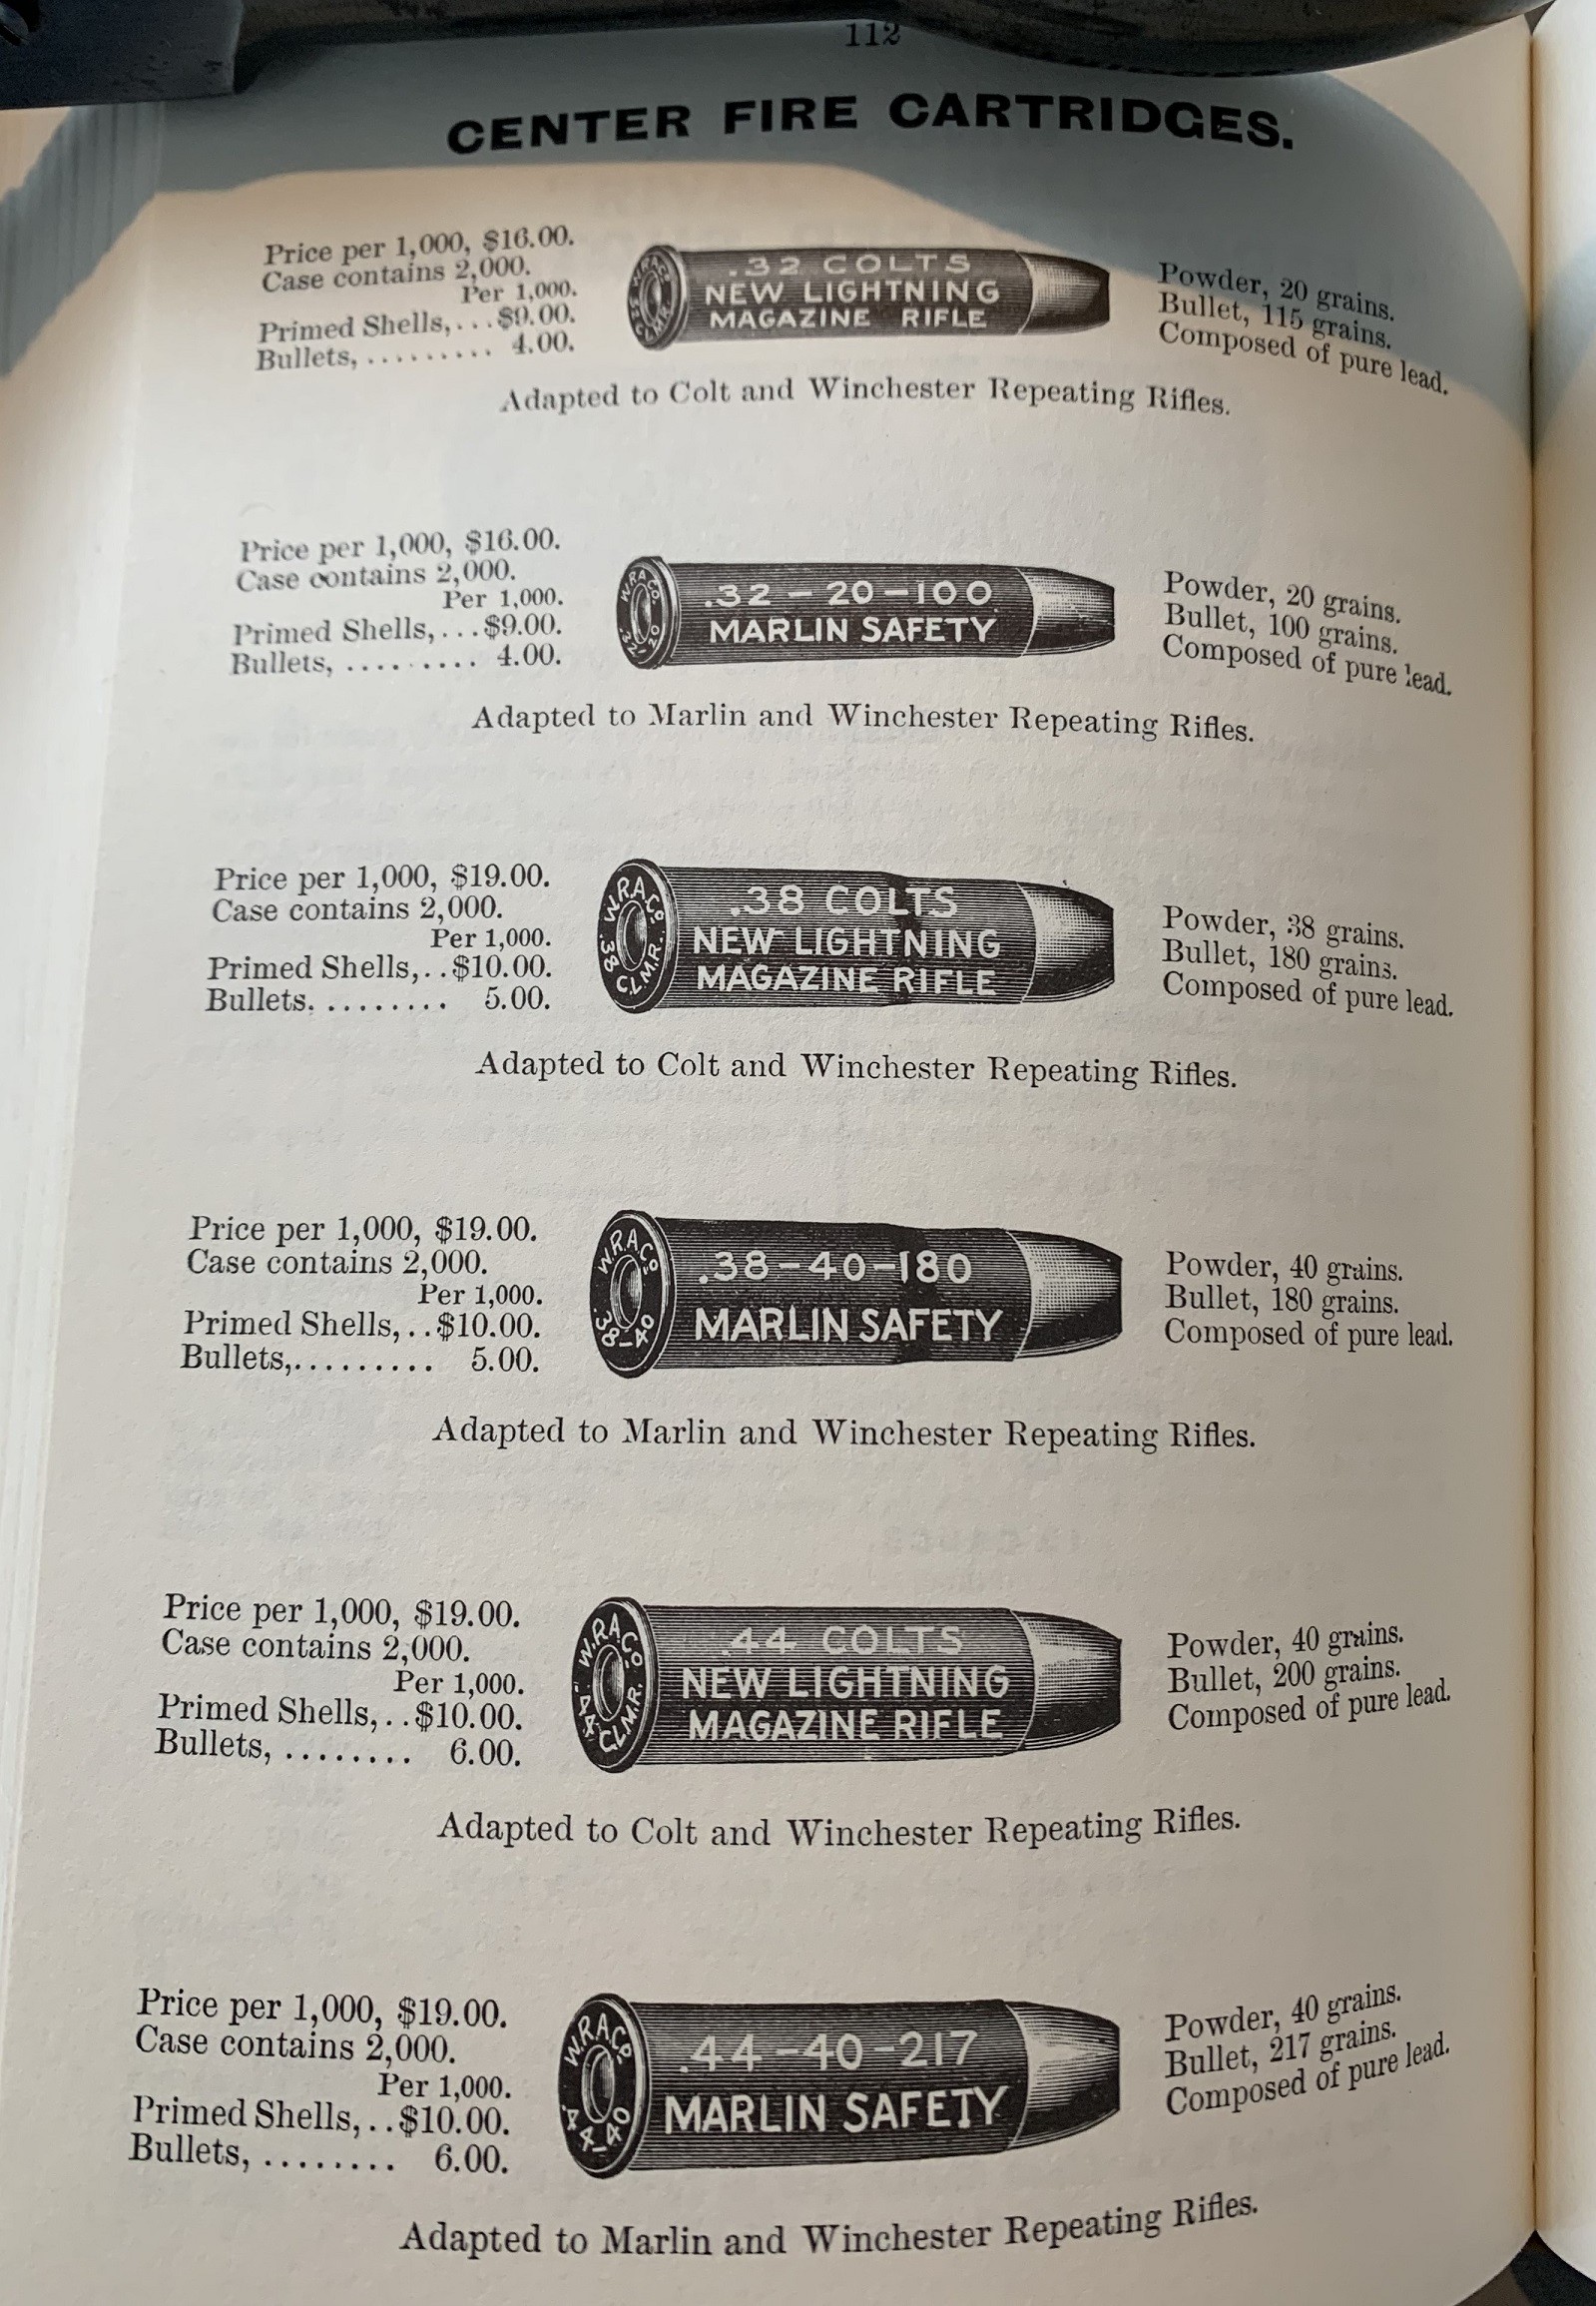 112
CENTER FIRE CARTRIDGES.
Price per 1,000, $16.00.
Case contains 2,000.
Per 1,000.
Primed Shells,...$9.00.
Bullets, ......... 4.00.
W.R.A.Co.
.32 COLTS
NEW LIGHTNING
MAGAZINE RIFLE
Powder, 20 grains.
Bullet, 115 grains.
Composed of pure lead.
Adapted to Colt and Winchester Repeating Rifles.
Price per 1,000, $16.00.
Case contains 2,000.
Per 1,000.
Primed Shells,...$9.00.
Bullets, ......... 4.00.
W.R.A.Co.
.32-20
.32-20-100
MARLIN SAFETY
Powder, 20 grains.
Bullet, 100 grains.
Composed of pure lead.
Adapted to Marlin and Winchester Repeating Rifles.
Price per 1,000, $19.00.
Case contains 2,000.
Per 1,000.
Primed Shells,..$10.00.
Bullets. ........ 5.00.
W.R.A.Co.
.38 C.L.M.R.
.38 COLTS
NEW LIGHTNING
MAGAZINE RIFLE
Powder, 38 grains.
Bullet, 180 grains.
Composed of pure lead.
Adapted to Colt and Winchester Repeating Rifles.
Price per 1,000, $19.00.
Case contains 2,000.
Per 1,000.
Primed Shells,..$10.00.
Bullets,......... 5.00.
W.R.A.Co.
.38-40
.38-40-180
MARLIN SAFETY
Powder, 40 grains.
Bullet, 180 grains.
Composed of pure lead.
Adapted to Marlin and Winchester Repeating Rifles.
Price per 1,000, $19.00.
Case contains 2,000.
Per 1,000.
Primed Shells,..$10.00.
Bullets, ........ 6.00.
W.R.A.Co.
.44 C.L.M.R.
.44 COLTS
NEW LIGHTNING
MAGAZINE RIFLE
Powder, 40 grains.
Bullet, 200 grains.
Composed of pure lead.
Adapted to Colt and Winchester Repeating Rifles.
Price per 1,000, $19.00.
Case contains 2,000.
Per 1,000.
Primed Shells,..$10.00.
Bullets, ........ 6.00.
W.R.A.Co.
.44-40
.44-40-217
MARLIN SAFETY
Powder, 40 grains.
Bullet, 217 grains.
Composed of pure lead.
Adapted to Marlin and Winchester Repeating Rifles.